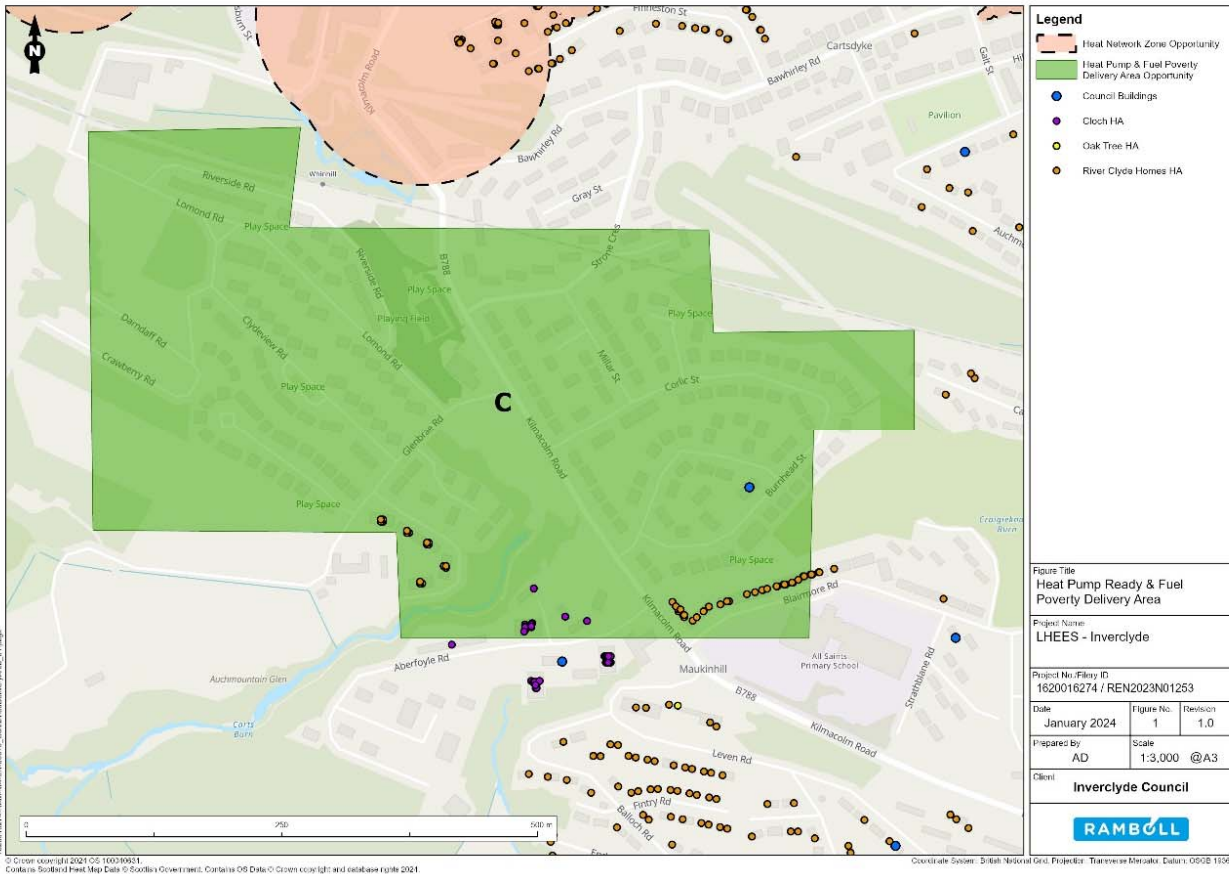 N
Finneston St
Cartsdyke
Bawhirley Rd
Galt St
Kilmacolm Road
Pavilion
Bawhirley Rd
Gray St
Riverside Rd
Lomond Rd
Play Space
Strone Cres
Auchm
B788
Riverside Rd
Play Space
Playing Field
Play Space
Darndaff Rd
Clydeview Rd
Lomond Rd
Millar St
Crawberry Rd
Play Space
Corlic St
C
Glenbrae Rd
Kilmacolm Road
Burnhead St
Play Space
Burn
Play Space
Kilmacolm Road
Blairmore Rd
Aberfoyle Rd
Maukinhill
All Saints
Primary School
Strathblane Rd
Auchmountain Glen
B788
Carts
Burn
Kilmacolm Road
Leven Rd
Fintry Rd
Balloch Rd
0 250 500 m
Legend
Heat Network Zone Opportunity
Heat Pump & Fuel Poverty
Delivery Area Opportunity
Council Buildings
Cloch HA
Oak Tree HA
River Clyde Homes HA
Figure Title
Heat Pump Ready & Fuel
Poverty Delivery Area
Project Name
LHEES - Inverclyde
Project No./Filery ID
1620016274 / REN2023N01253
Date
January 2024
Figure No.
1
Revision
1.0
Prepared By
AD
Scale
1:3,000 @A3
Client
Inverclyde Council
RAMBOLL
© Crown copyright 2024 OS 100040631.
Contains Scotland Heat Map Data © Scottish Government. Contains OS Data © Crown copyright and database rights 2024.
Coordinate System: British National Grid. Projection: Transverse Mercator. Datum: OSGB 1936